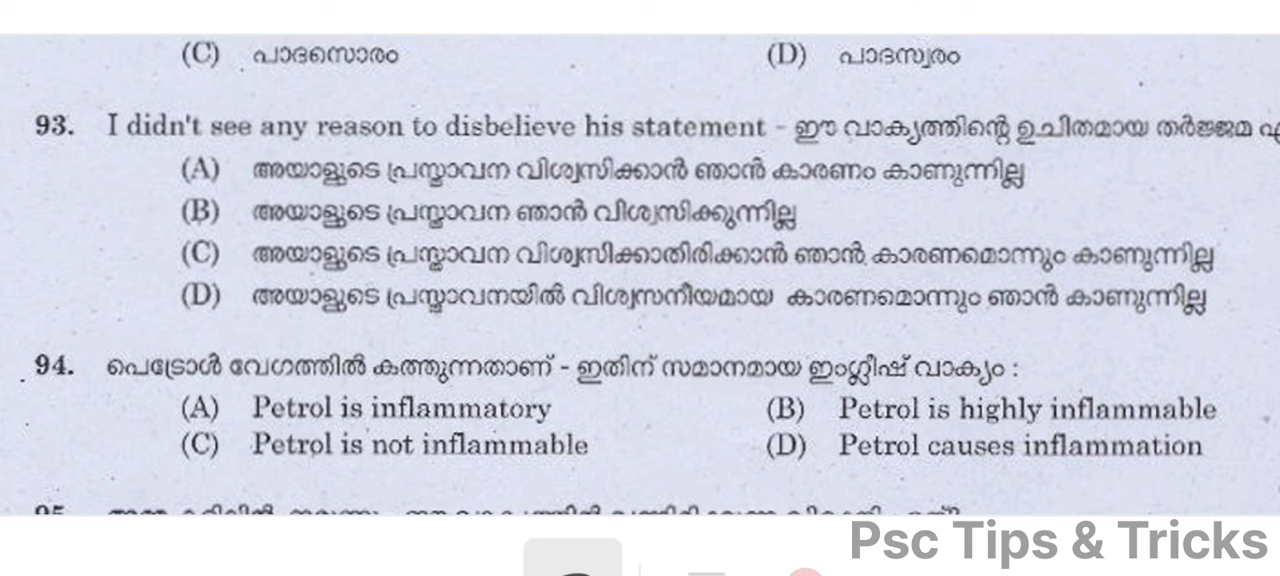 (C) പാദസൊരം (D) പാദസ്വരം
93. I didn't see any reason to disbelieve his statement - ഈ വാക്യത്തിന്റെ ഉചിതമായ തർജ്ജമ
(A) അയാളുടെ പ്രസ്താവന വിശ്വസിക്കാൻ ഞാൻ കാരണം കാണുന്നില്ല
(B) അയാളുടെ പ്രസ്താവന ഞാൻ വിശ്വസിക്കുന്നില്ല
(C) അയാളുടെ പ്രസ്താവന വിശ്വസിക്കാതിരിക്കാൻ ഞാൻ കാരണമൊന്നും കാണുന്നില്ല
(D) അയാളുടെ പ്രസ്താവനയിൽ വിശ്വസനീയമായ കാരണമൊന്നും ഞാൻ കാണുന്നില്ല
94. പെട്രോൾ വേഗത്തിൽ കത്തുന്നതാണ് - ഇതിന് സമാനമായ ഇംഗ്ലീഷ് വാക്യം :
(A) Petrol is inflammatory (B) Petrol is highly inflammable
(C) Petrol is not inflammable (D) Petrol causes inflammation
Psc Tips & Tricks